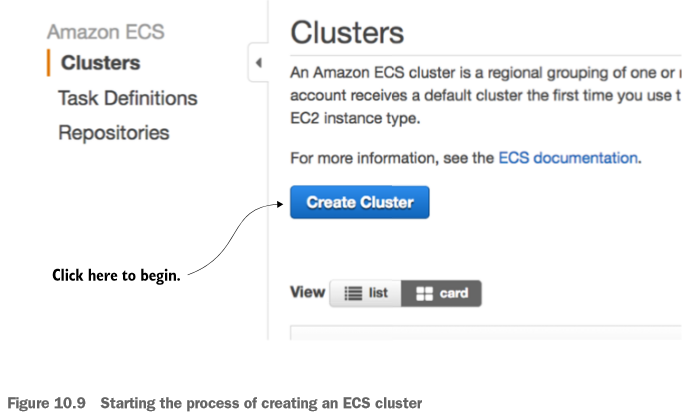 Amazon ECS
Clusters
Task Definitions
Repositories
Clusters
An Amazon ECS cluster is a regional grouping of one or
account receives a default cluster the first time you use
EC2 instance type.
For more information, see the ECS documentation.
Create Cluster
Click here to begin.
View list card
Figure 10.9 Starting the process of creating an ECS cluster